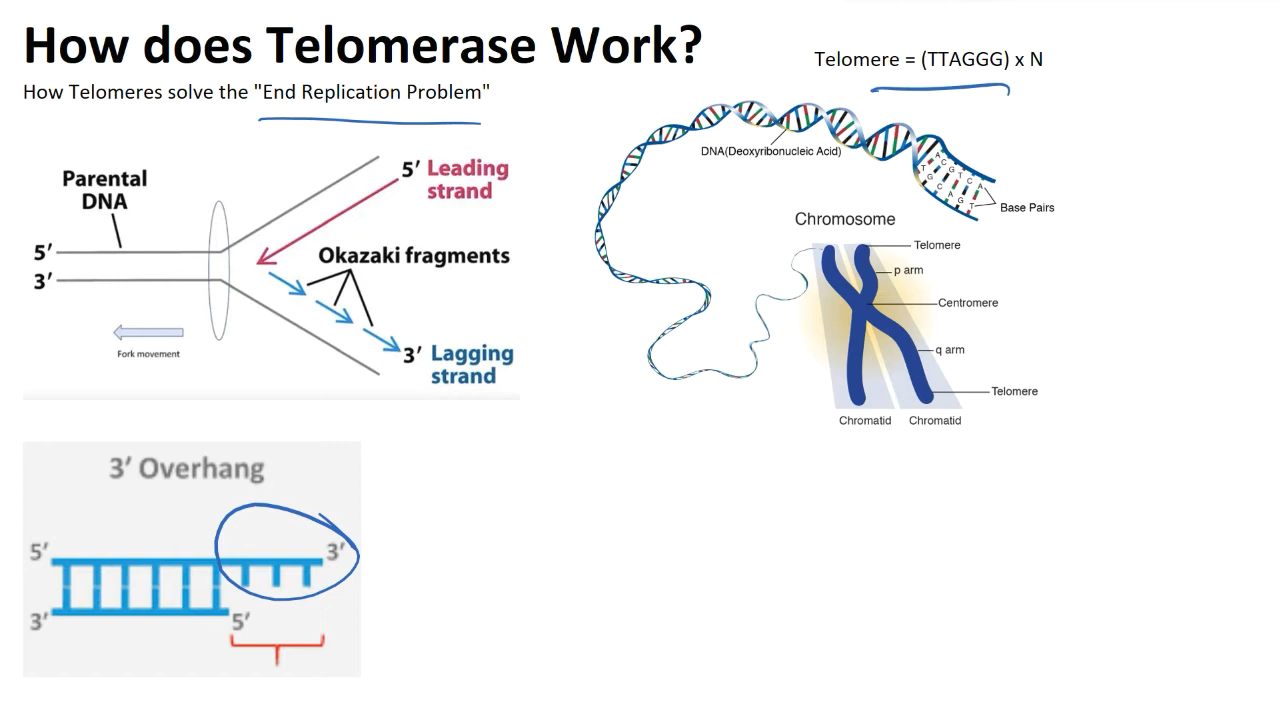 How does Telomerase Work?
How Telomeres solve the "End Replication Problem"
Telomere = (TTAGGG) x N
Parental
DNA
5′
3′
5′ Leading
strand
Okazaki fragments
3′ Lagging
strand
Fork movement
DNA(Deoxyribonucleic Acid)
A
C
G
T
C
A
T
G
C
A
G
T
Base Pairs
Chromosome
Telomere
p arm
Centromere
q arm
Telomere
Chromatid Chromatid
3′ Overhang
5′ 3′
3′ 5′